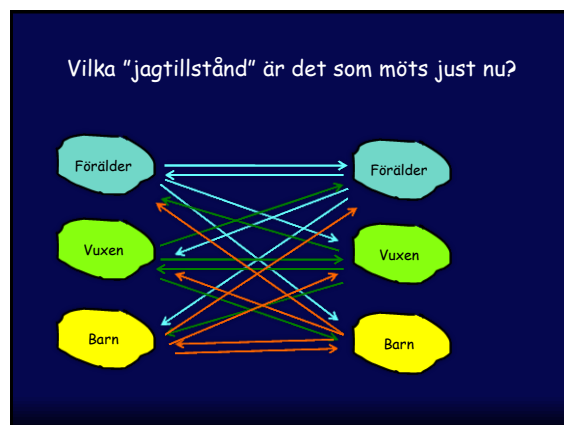 Vilka ”jagtillstånd” är det som möts just nu?
Förälder
Förälder
Vuxen
Vuxen
Barn
Barn